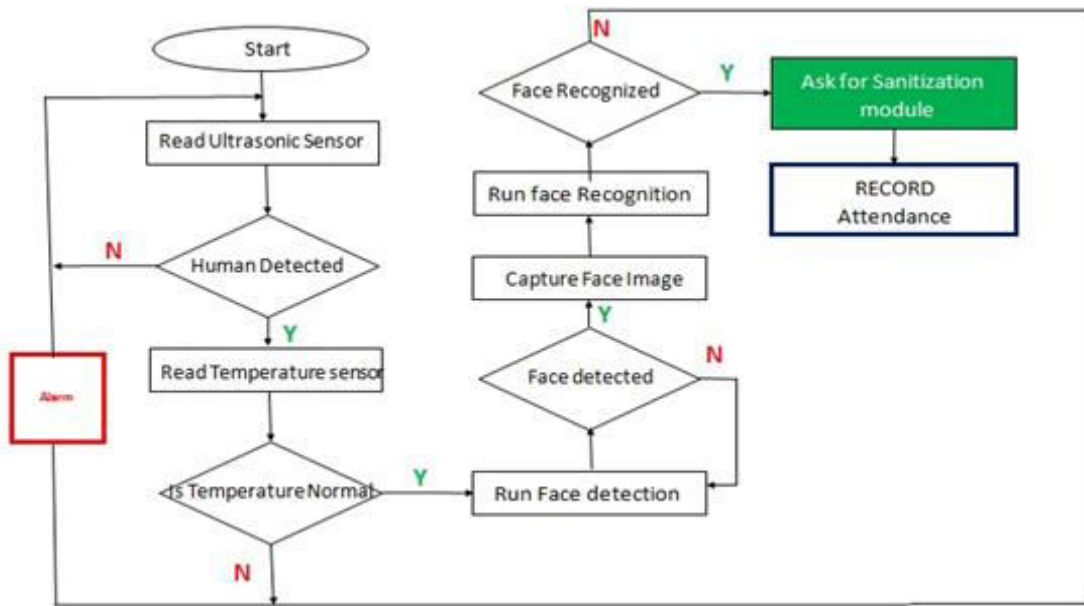 Start
Read Ultrasonic Sensor
N
Human Detected
Y
Read Temperature sensor
Alarm
Is Temperature Normal
Y
N
Run Face detection
Face detected
N
Y
Capture Face Image
Run face Recognition
Face Recognized
N
Y
Ask for Sanitization
module
RECORD
Attendance